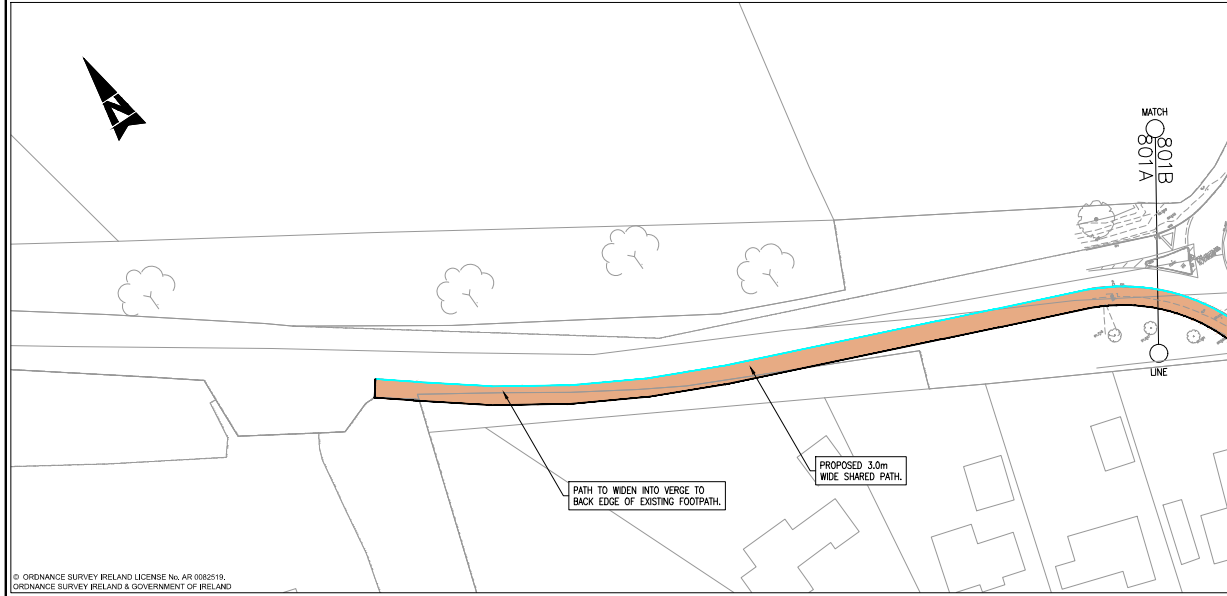 N
MATCH
801B
801A
LINE
PROPOSED 3.0m
WIDE SHARED PATH.
PATH TO WIDEN INTO VERGE TO
BACK EDGE OF EXISTING FOOTPATH.
© ORDNANCE SURVEY IRELAND LICENSE No. AR 0082519.
ORDNANCE SURVEY IRELAND & GOVERNMENT OF IRELAND